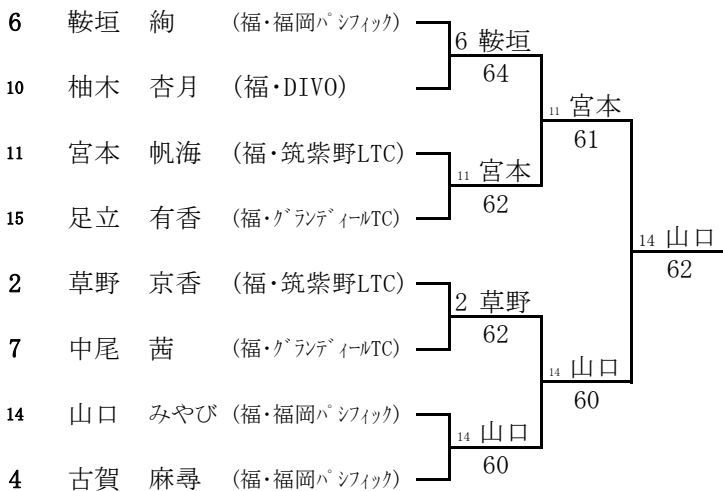 6 鞍垣 絢 (福・福岡パシフィック)
6 鞍垣
64
10 柚木 杏月 (福・DIVO)
11 宮本
61
11 宮本 帆海 (福・筑紫野LTC)
11 宮本
62
15 足立 有香 (福・グランディールTC)
14 山口
62
2 草野 京香 (福・筑紫野LTC)
2 草野
62
7 中尾 茜 (福・グランディールTC)
14 山口
60
14 山口 みやび (福・福岡パシフィック)
14 山口
60
4 古賀 麻尋 (福・福岡パシフィック)